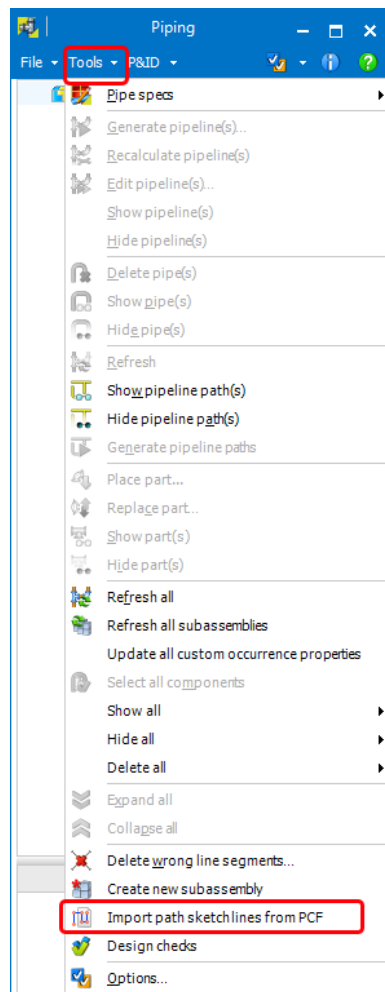 Piping
File Tools P&ID
Pipe specs
Generate pipeline(s)...
Recalculate pipeline(s)
Edit pipeline(s)...
Show pipeline(s)
Hide pipeline(s)
Delete pipe(s)
Show pipe(s)
Hide pipe(s)
Refresh
Show pipeline path(s)
Hide pipeline path(s)
Generate pipeline paths
Place part...
Replace part...
Show part(s)
Hide part(s)
Refresh all
Refresh all subassemblies
Update all custom occurrence properties
Select all components
Show all
Hide all
Delete all
Expand all
Collapse all
Delete wrong line segments...
Create new subassembly
Import path sketch lines from PCF
Design checks
Options...